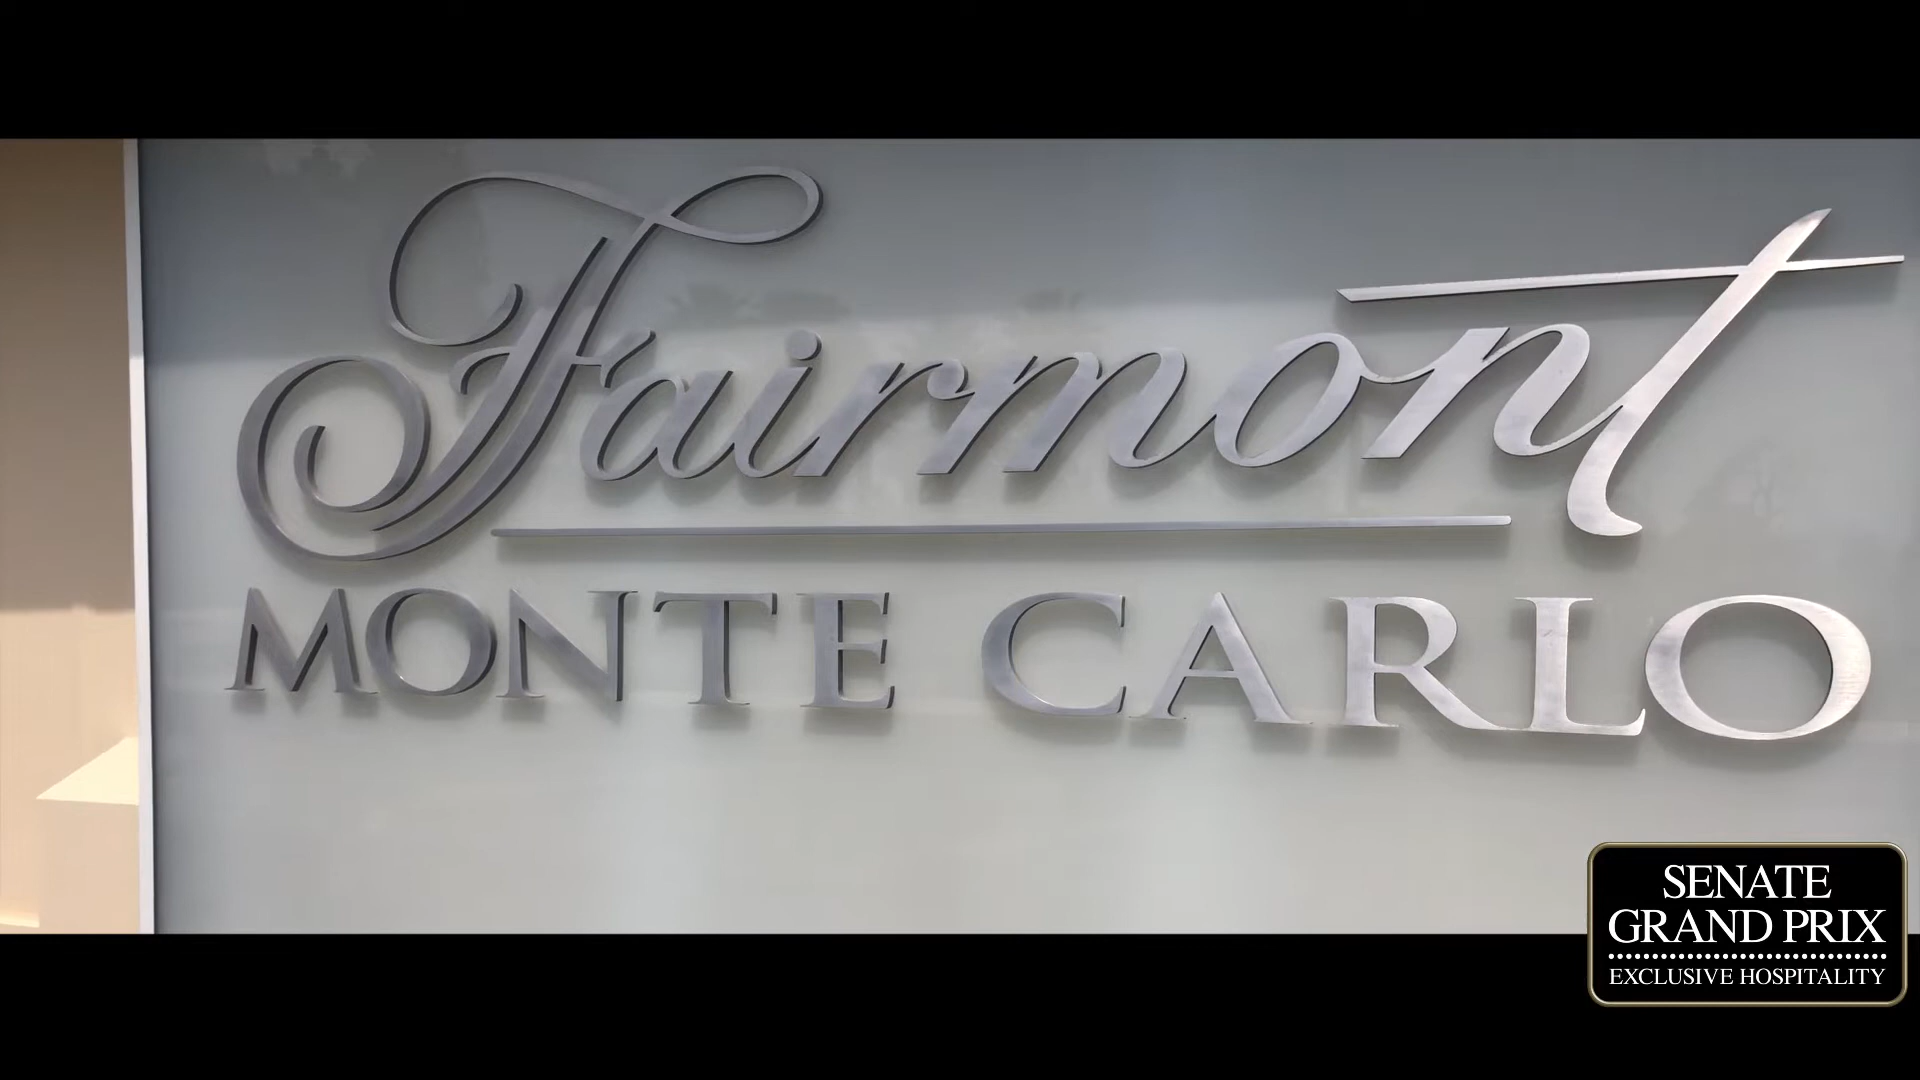 Fairmont
MONTE CARLO
SENATE
GRAND PRIX
EXCLUSIVE HOSPITALITY